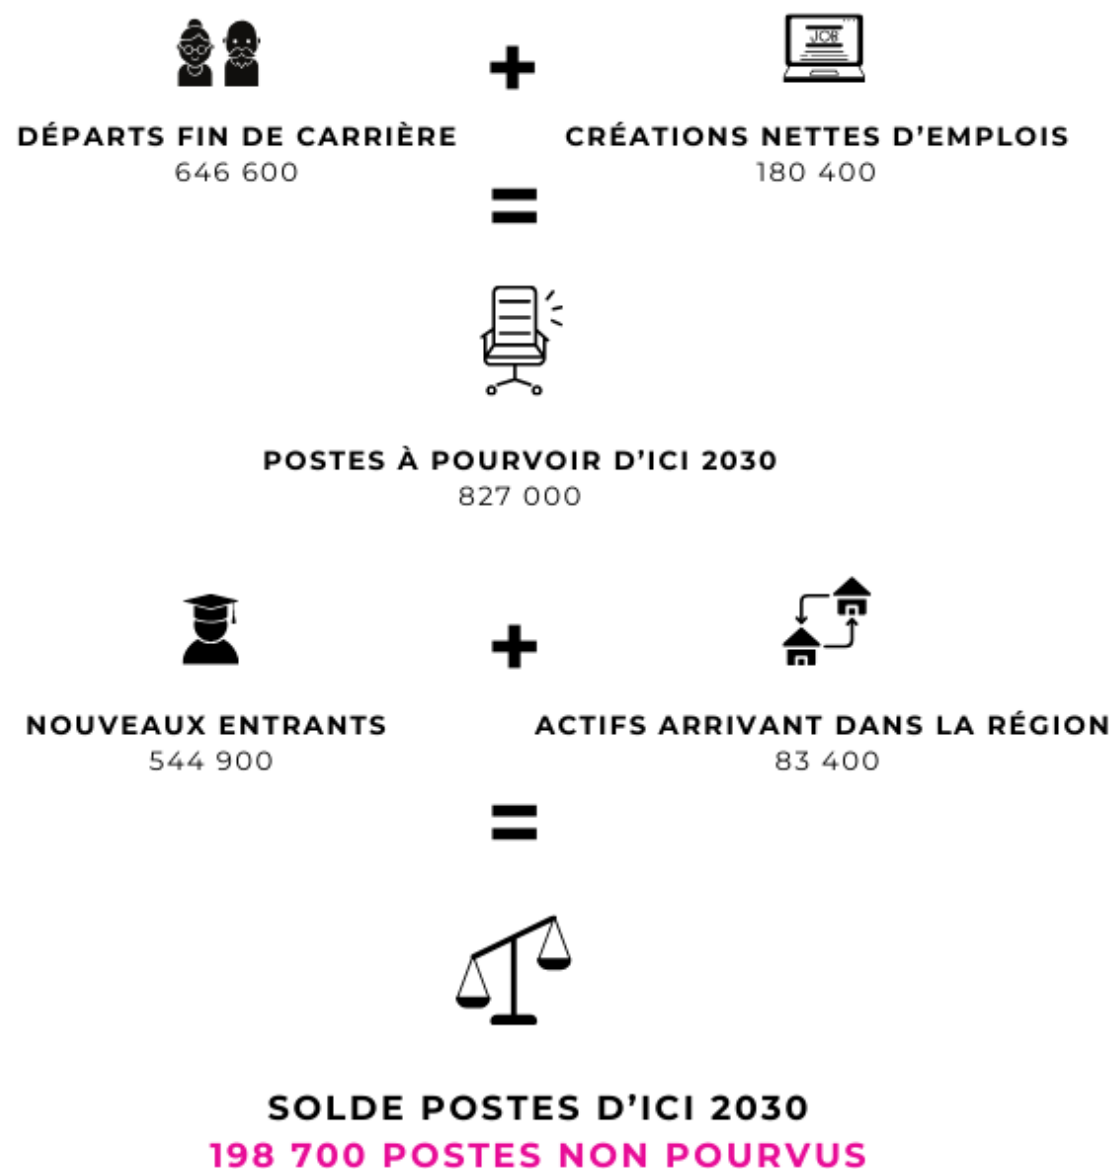 JOB
DÉPARTS FIN DE CARRIÈRE
646 600
+
CRÉATIONS NETTES D’EMPLOIS
180 400
=
POSTES À POURVOIR D’ICI 2030
827 000
NOUVEAUX ENTRANTS
544 900
+
ACTIFS ARRIVANT DANS LA RÉGION
83 400
=
SOLDE POSTES D’ICI 2030
198 700 POSTES NON POURVUS